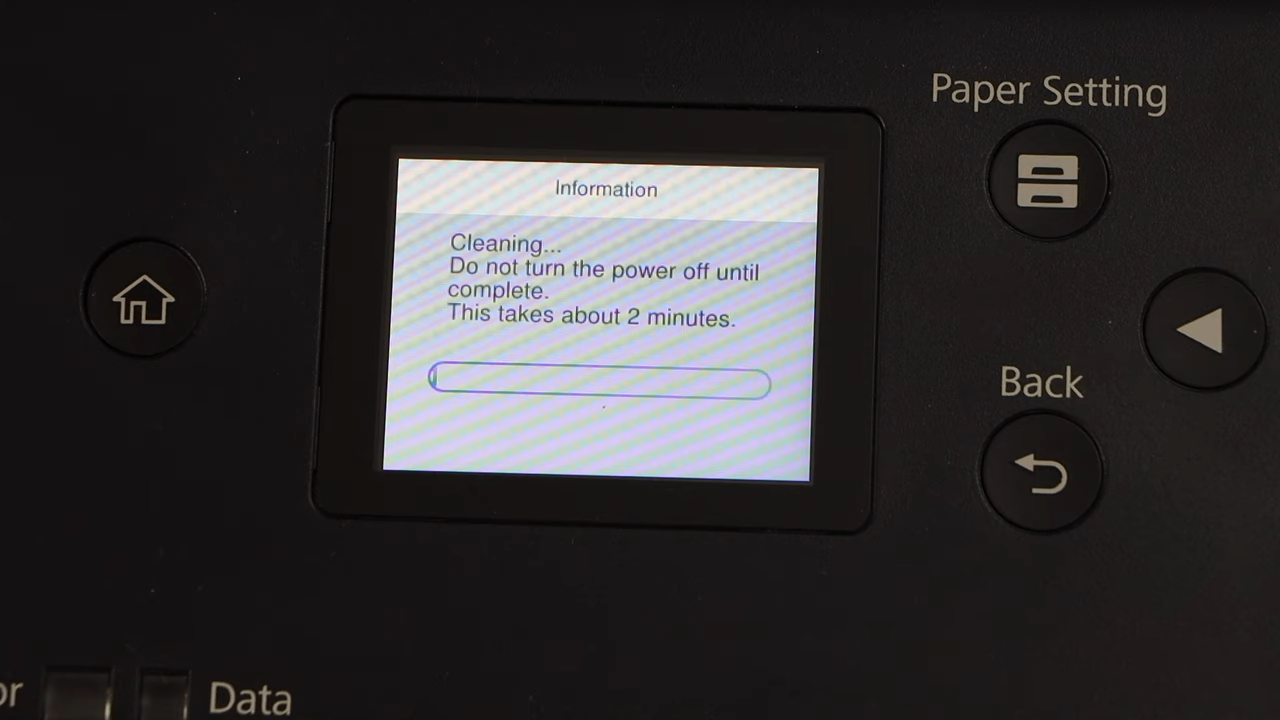 Paper Setting
Information
Cleaning...
Do not turn the power off until
complete.
This takes about 2 minutes.
Back
Data